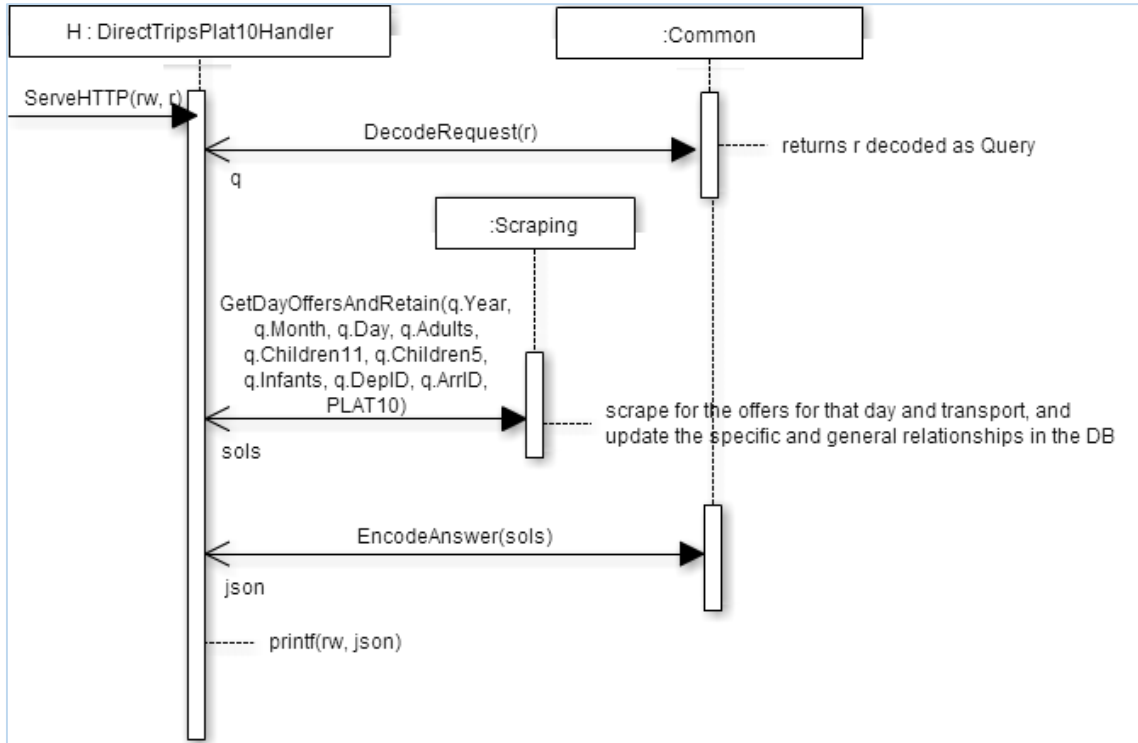 H : DirectTripsPlat10Handler
:Common
ServeHTTP(rw, r)
DecodeRequest(r)
returns r decoded as Query
q
:Scraping
GetDayOffersAndRetain(q.Year,
q.Month, q.Day, q.Adults,
q.Children11, q.Children5,
q.Infants, q.DepID, q.ArrID,
PLAT10)
scrape for the offers for that day and transport, and
update the specific and general relationships in the DB
sols
EncodeAnswer(sols)
json
printf(rw, json)